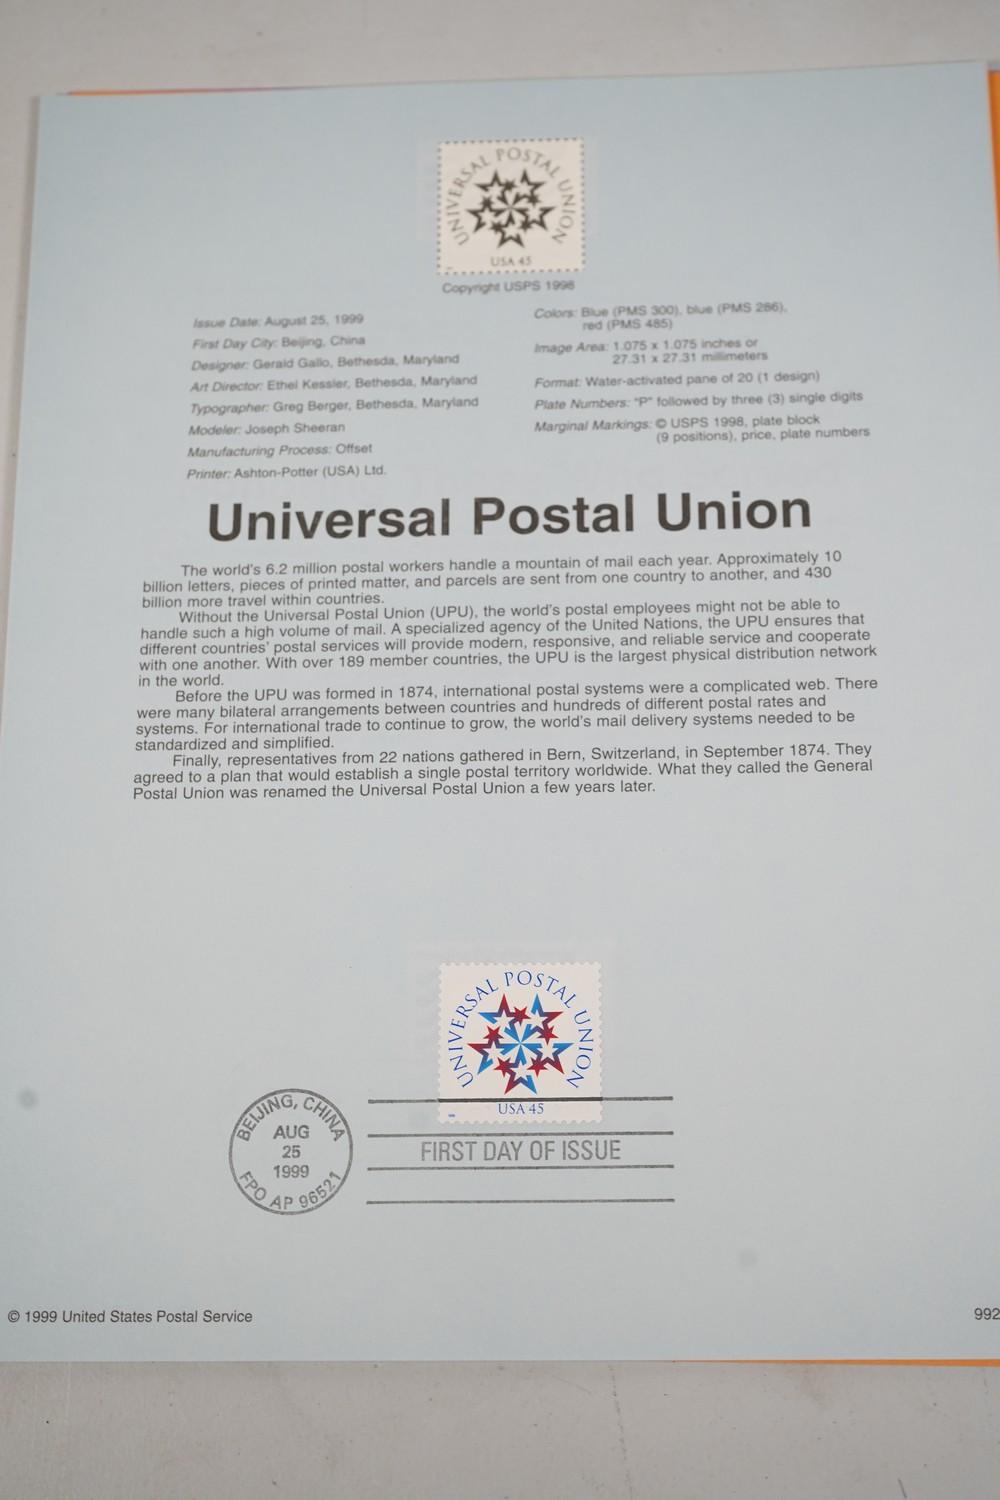 UNIVERSAL POSTAL UNION
USA 45
Copyright USPS 1998
Issue Date: August 25, 1999
First Day City: Beijing, China
Designer: Gerald Gallo, Bethesda, Maryland
Art Director: Ethel Kessler, Bethesda, Maryland
Typographer: Greg Berger, Bethesda, Maryland
Modeler: Joseph Sheeran
Manufacturing Process: Offset
Printer: Ashton-Potter (USA) Ltd.
Colors: Blue (PMS 300), blue (PMS 286),
red (PMS 485)
Image Area: 1.075 x 1.075 inches or
27.31 x 27.31 millimeters
Format: Water-activated pane of 20 (1 design)
Plate Numbers: "P" followed by three (3) single digits
Marginal Markings: © USPS 1998, plate block
(9 positions), price, plate numbers
Universal Postal Union
The world's 6.2 million postal workers handle a mountain of mail each year. Approximately 10
billion letters, pieces of printed matter, and parcels are sent from one country to another, and 430
billion more travel within countries.
Without the Universal Postal Union (UPU), the world's postal employees might not be able to
handle such a high volume of mail. A specialized agency of the United Nations, the UPU ensures that
different countries' postal services will provide modern, responsive, and reliable service and cooperate
with one another. With over 189 member countries, the UPU is the largest physical distribution network
in the world.
Before the UPU was formed in 1874, international postal systems were a complicated web. There
were many bilateral arrangements between countries and hundreds of different postal rates and
systems. For international trade to continue to grow, the world's mail delivery systems needed to be
standardized and simplified.
Finally, representatives from 22 nations gathered in Bern, Switzerland, in September 1874. They
agreed to a plan that would establish a single postal territory worldwide. What they called the General
Postal Union was renamed the Universal Postal Union a few years later.
UNIVERSAL POSTAL UNION
USA 45
BEIJING, CHINA
AUG
25
1999
FPO AP 96521
FIRST DAY OF ISSUE
© 1999 United States Postal Service
992